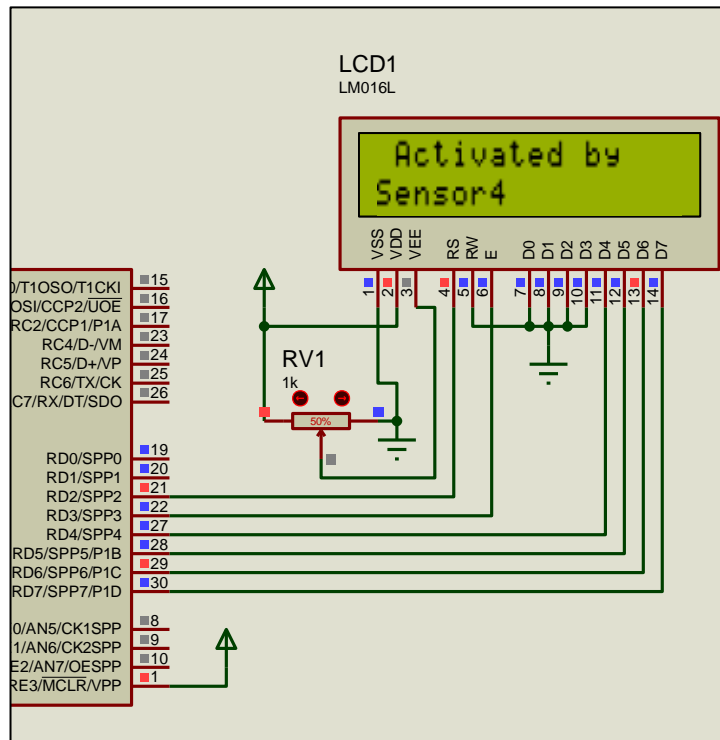 LCD1
LM016L
Activated by
Sensor4
VSS
VDD
VEE
RS
RW
E
D0
D1
D2
D3
D4
D5
D6
D7
1
2
3
4
5
6
7
8
9
10
11
12
13
14
0/T1OSO/T1CKI
15
OSI/CCP2/UOE
16
RC2/CCP1/P1A
17
RC4/D-/VM
23
RC5/D+/VP
24
RC6/TX/CK
25
C7/RX/DT/SDO
26
RV1
1k
50%
RD0/SPP0
19
RD1/SPP1
20
RD2/SPP2
21
RD3/SPP3
22
RD4/SPP4
27
RD5/SPP5/P1B
28
RD6/SPP6/P1C
29
RD7/SPP7/P1D
30
0/AN5/CK1SPP
8
1/AN6/CK2SPP
9
E2/AN7/OESPP
10
RE3/MCLR/VPP
1